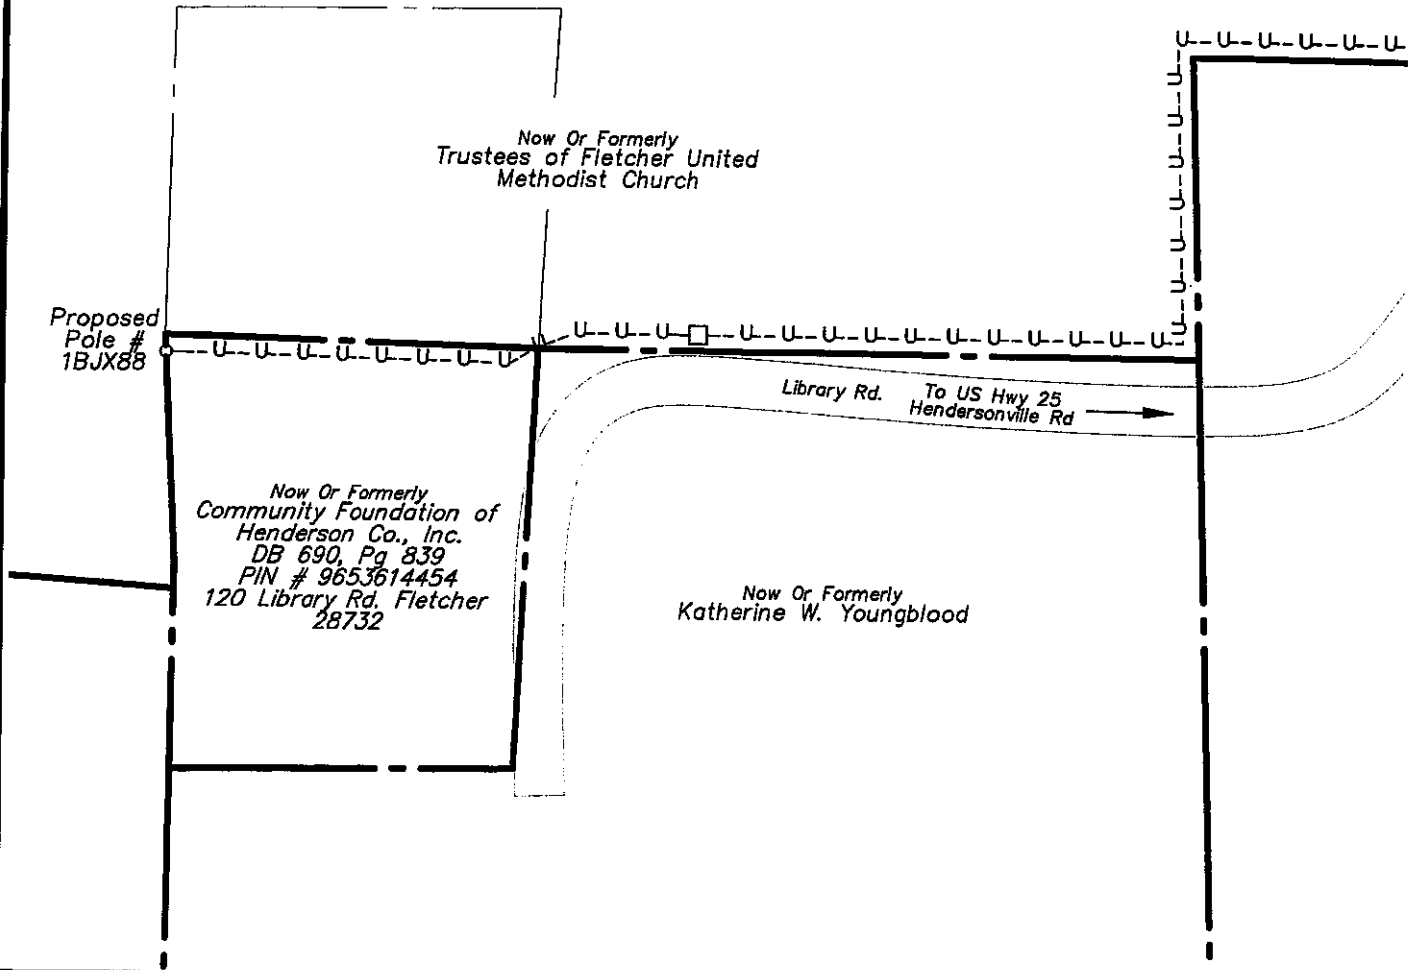 Now Or Formerly
Trustees of Fletcher United
Methodist Church
Proposed
Pole #
1BJX88
Library Rd.
To US Hwy 25
Hendersonville Rd
Now Or Formerly
Community Foundation of
Henderson Co., Inc.
DB 690, Pg 839
PIN # 9653614454
120 Library Rd. Fletcher
28732
Now Or Formerly
Katherine W. Youngblood
U U U U U U
U U U U U U U
U U U U U U U U
U U U U U U U U U U U U U U